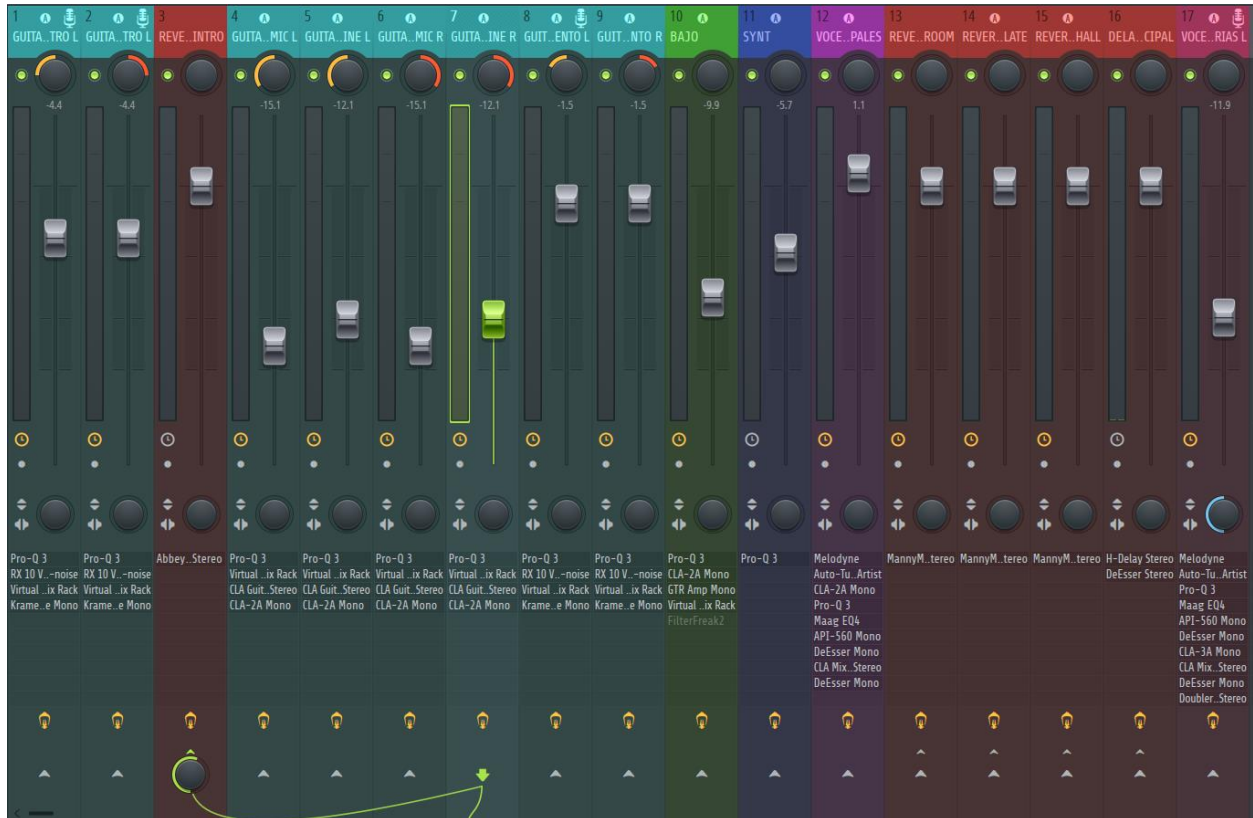 1 2 3 4 5 6 7 8 9 10 11 12 13 14 15 16 17
GUITA..TRO L GUITA..TRO L REVE..INTRO GUITA..MIC L GUITA..INE L GUITA..MIC R GUITA..INE R GUIT..ENTO L GUIT..NTO R BAJO SYNT VOCE..PALES REVE..ROOM REVER..LATE REVER..HALL DELA..CIPAL VOCE..RIAS L
-4.4 -4.4 -15.1 -12.1 -15.1 -12.1 -1.5 -1.5 -9.9 -5.7 1.1 -11.9
Pro-Q 3 Pro-Q 3 Abbey..Stereo Pro-Q 3 Pro-Q 3 Pro-Q 3 Pro-Q 3 Pro-Q 3 Pro-Q 3 CLA-2A Mono Pro-Q 3 Melodyne MannyM..tereo MannyM..tereo MannyM..tereo H-Delay Stereo Melodyne
RX 10 V..-noise RX 10 V..-noise Virtual ..ix Rack Virtual ..ix Rack Virtual ..ix Rack Virtual ..ix Rack RX 10 V..-noise RX 10 V..-noise Pro-Q 3 Auto-Tu..Artist DeEsser Stereo Auto-Tu..Artist
Virtual ..ix Rack Virtual ..ix Rack CLA Guit..Stereo CLA Guit..Stereo CLA Guit..Stereo CLA Guit..Stereo Virtual ..ix Rack Virtual ..ix Rack GTR Amp Mono CLA-2A Mono Pro-Q 3
Krame..e Mono Krame..e Mono CLA-2A Mono CLA-2A Mono CLA-2A Mono CLA-2A Mono Krame..e Mono Krame..e Mono Virtual ..ix Rack Pro-Q 3 Maag EQ4
FilterFreak2 Maag EQ4 API-560 Mono
API-560 Mono DeEsser Mono
DeEsser Mono CLA-3A Mono
CLA Mix..Stereo CLA Mix..Stereo
DeEsser Mono DeEsser Mono
Doubler..Stereo